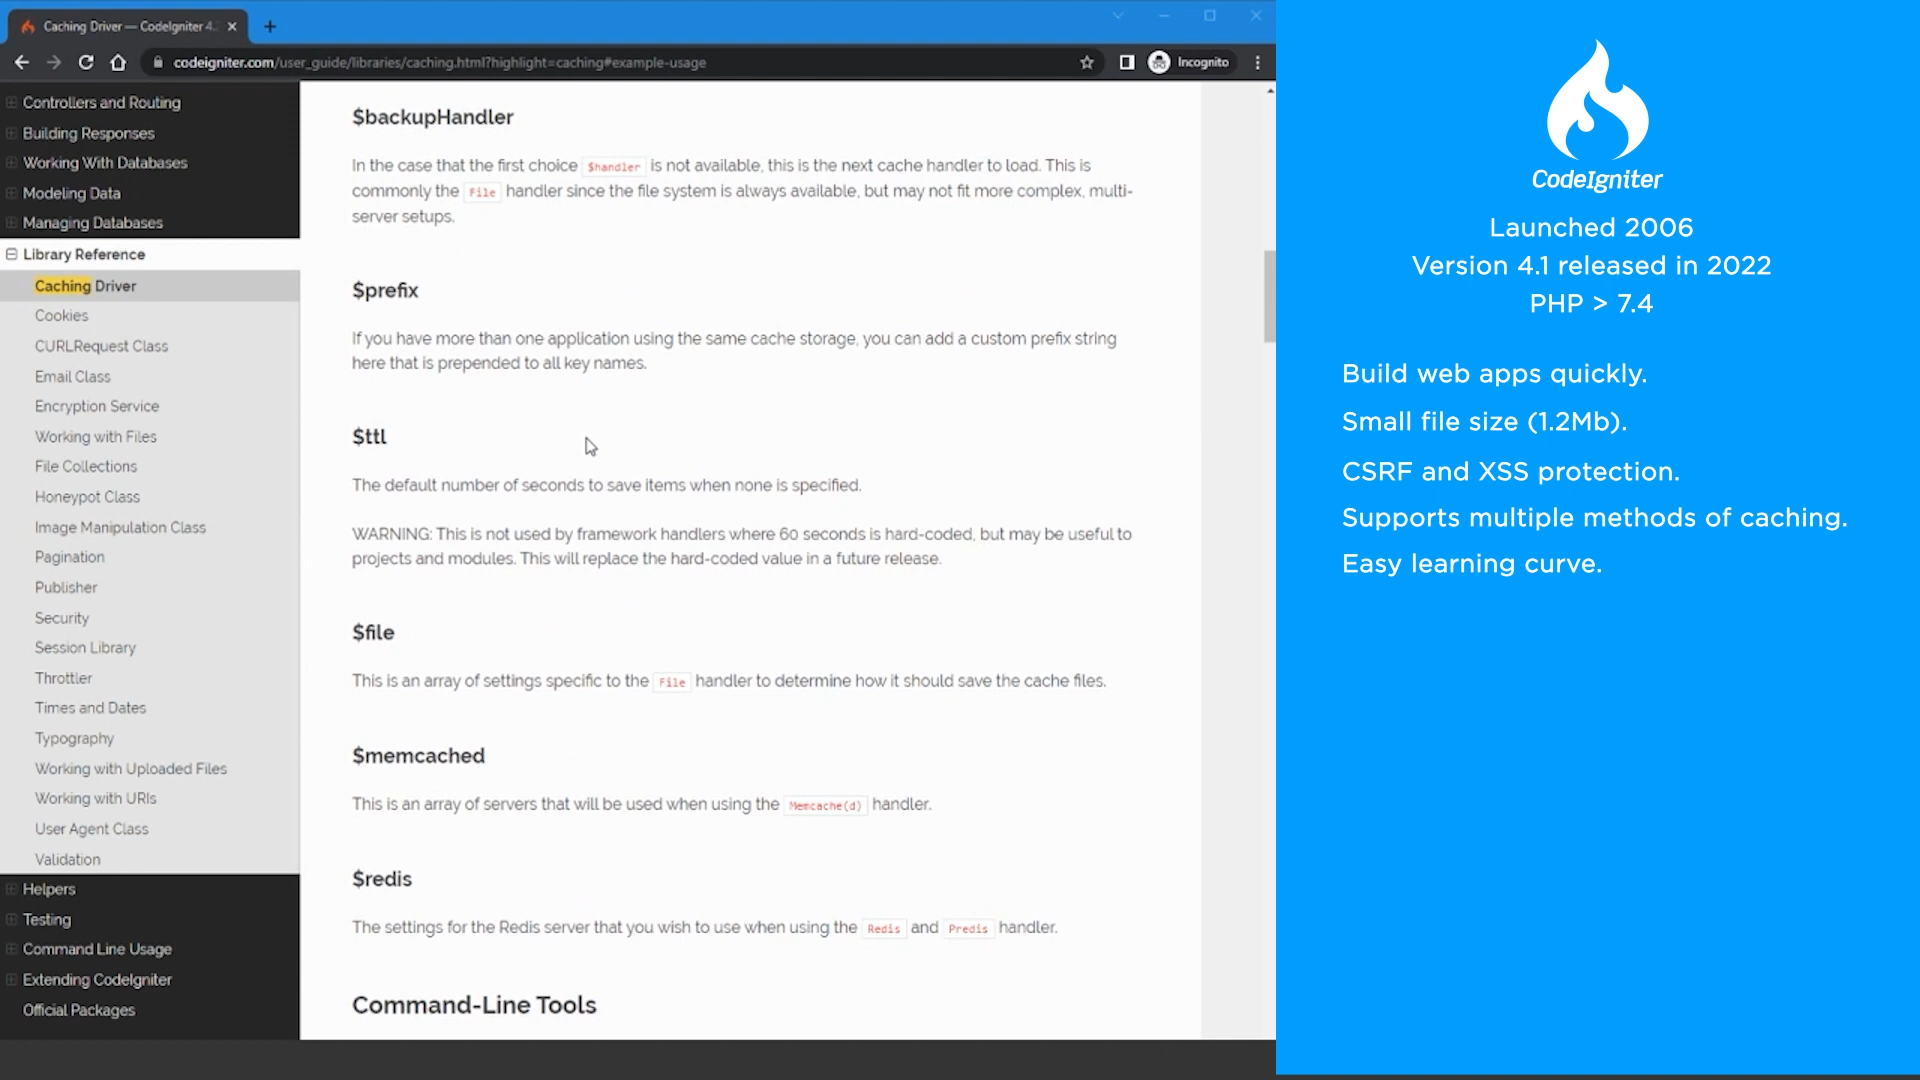 Caching Driver — CodeIgniter 4.
codeigniter.com/user_guide/libraries/caching.html?highlight=caching#example-usage
Incognito
Controllers and Routing
Building Responses
Working With Databases
Modeling Data
Managing Databases
Library Reference
Caching Driver
Cookies
CURLRequest Class
Email Class
Encryption Service
Working with Files
File Collections
Honeypot Class
Image Manipulation Class
Pagination
Publisher
Security
Session Library
Throttler
Times and Dates
Typography
Working with Uploaded Files
Working with URIs
User Agent Class
Validation
Helpers
Testing
Command Line Usage
Extending CodeIgniter
Official Packages
$backupHandler
In the case that the first choice $handler is not available, this is the next cache handler to load. This is
commonly the File handler since the file system is always available, but may not fit more complex, multi-
server setups.
$prefix
If you have more than one application using the same cache storage, you can add a custom prefix string
here that is prepended to all key names.
$ttl
The default number of seconds to save items when none is specified.
WARNING: This is not used by framework handlers where 60 seconds is hard-coded, but may be useful to
projects and modules. This will replace the hard-coded value in a future release.
$file
This is an array of settings specific to the File handler to determine how it should save the cache files.
$memcached
This is an array of servers that will be used when using the Memcache(d) handler.
$redis
The settings for the Redis server that you wish to use when using the Redis and Predis handler.
Command-Line Tools
CodeIgniter
Launched 2006
Version 4.1 released in 2022
PHP > 7.4
Build web apps quickly.
Small file size (1.2Mb).
CSRF and XSS protection.
Supports multiple methods of caching.
Easy learning curve.